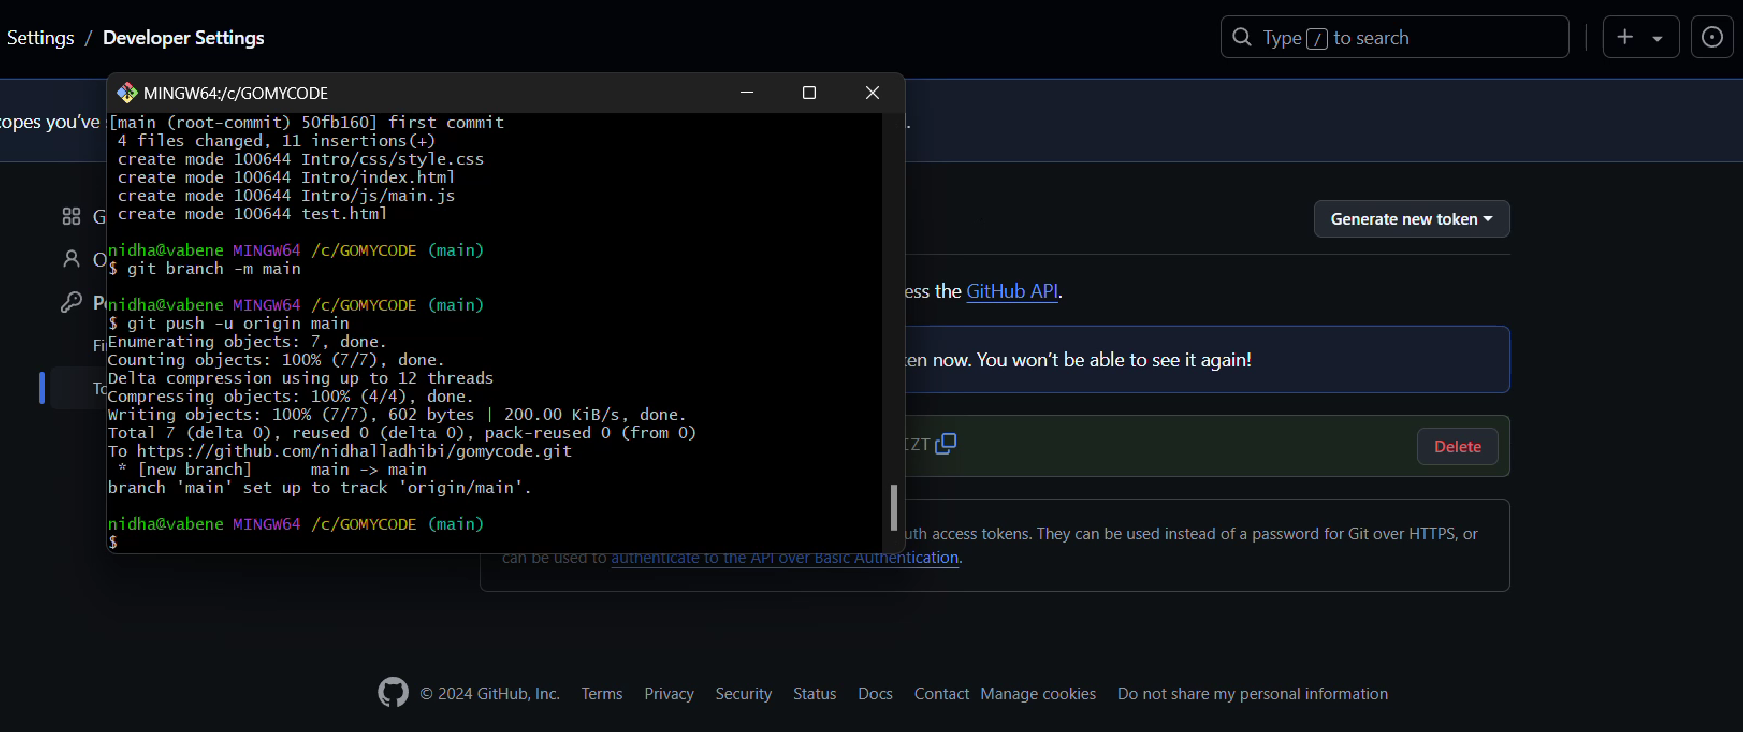 Settings / Developer Settings
Type / to search
MINGW64:/c/GOMYCODE
opes you've
.
[main (root-commit) 50fb160] first commit
4 files changed, 11 insertions(+)
create mode 100644 Intro/css/style.css
create mode 100644 Intro/index.html
create mode 100644 Intro/js/main.js
create mode 100644 test.html
G
Generate new token
nidha@vabene MINGW64 /c/GOMYCODE (main)
$ git branch -m main
O
ess the GitHub API.
nidha@vabene MINGW64 /c/GOMYCODE (main)
P
$ git push -u origin main
Enumerating objects: 7, done.
Fi
Counting objects: 100% (7/7), done.
en now. You won't be able to see it again!
Delta compression using up to 12 threads
To
Compressing objects: 100% (4/4), done.
Writing objects: 100% (7/7), 602 bytes | 200.00 KiB/s, done.
Total 7 (delta 0), reused 0 (delta 0), pack-reused 0 (from 0)
ZT
Delete
To https://github.com/nidhalladhibi/gomycode.git
* [new branch] main -> main
branch 'main' set up to track 'origin/main'.
nidha@vabene MINGW64 /c/GOMYCODE (main)
$
uth access tokens. They can be used instead of a password for Git over HTTPS, or
can be used to authenticate to the API over Basic Authentication.
© 2024 GitHub, Inc. Terms Privacy Security Status Docs Contact Manage cookies Do not share my personal information